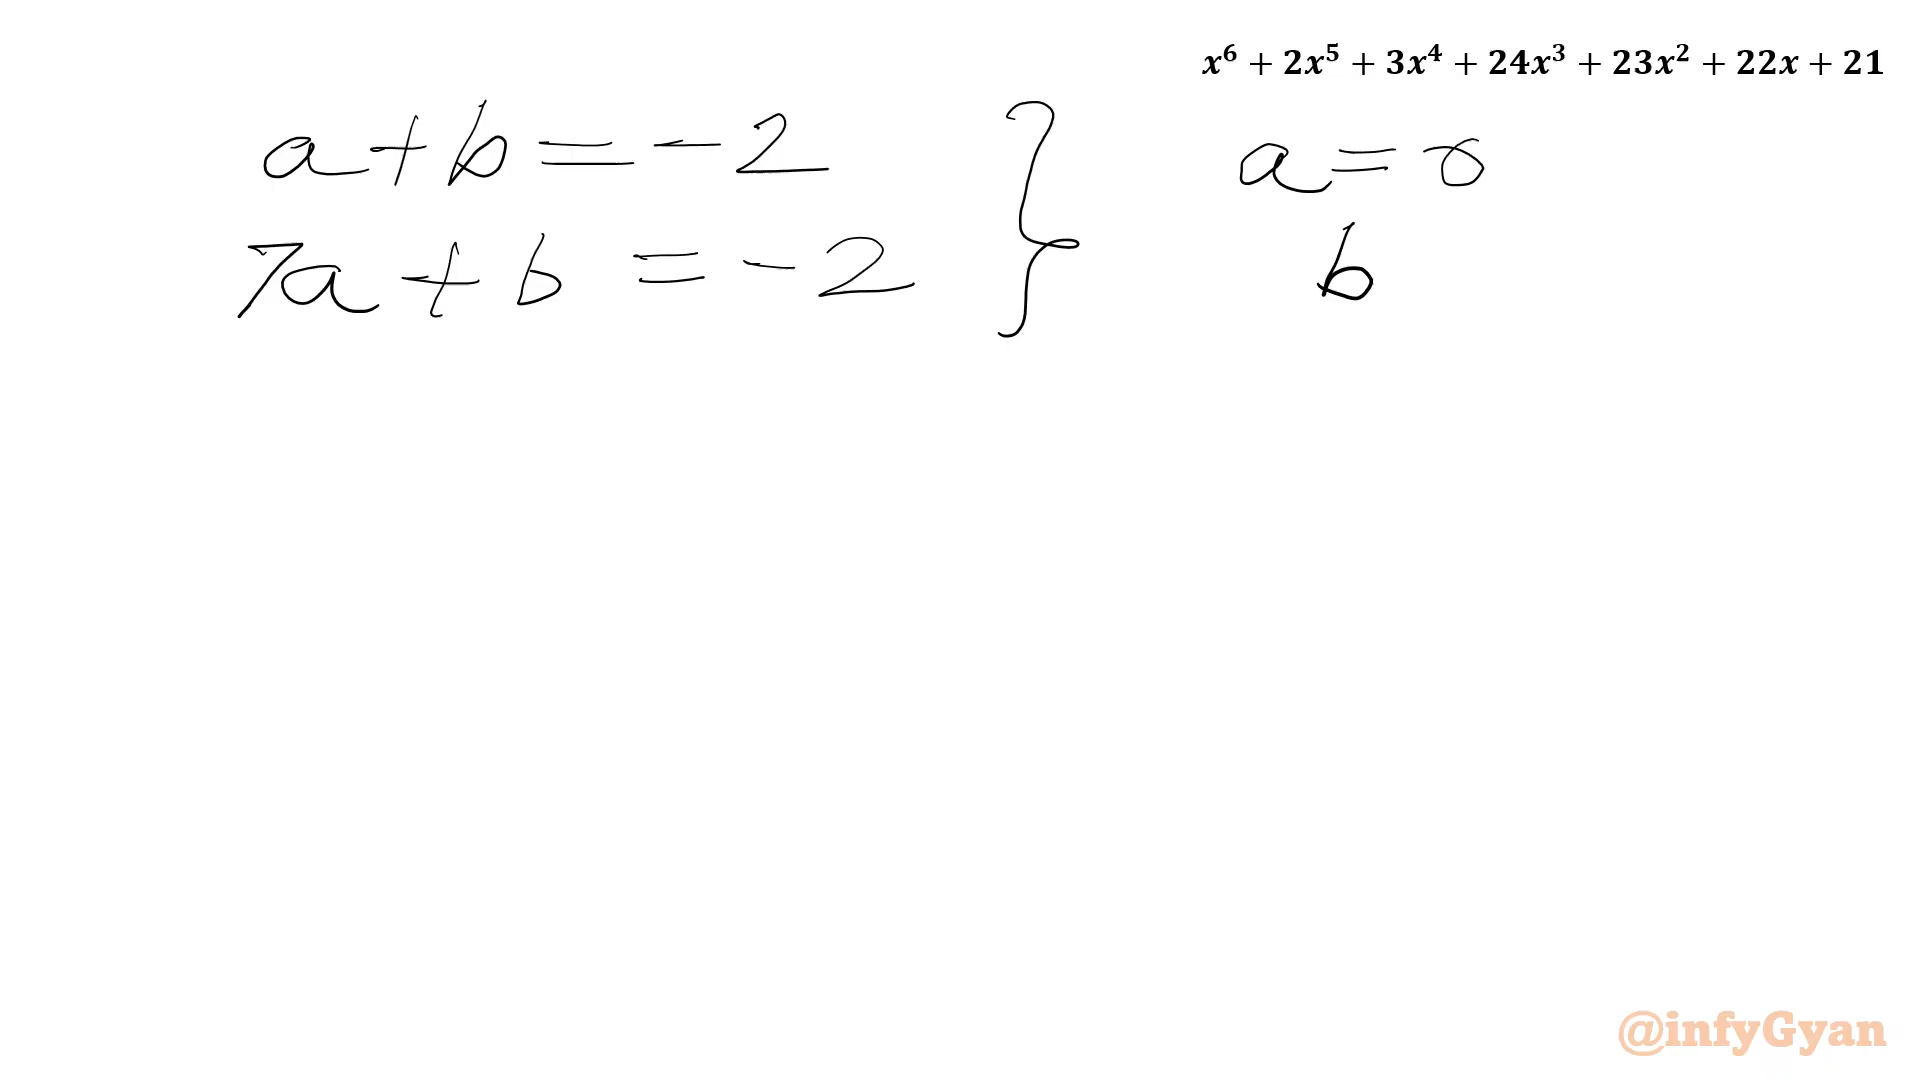 x⁶ + 2x⁵ + 3x⁴ + 24x³ + 23x² + 22x + 21
a + b = -2 } a = 0
7a + b = -2 b
@infyGyan